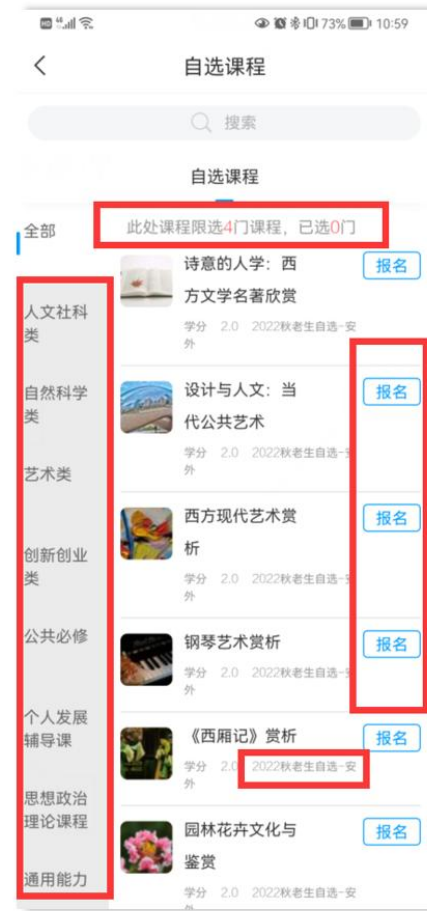 73% 10:59
自选课程
搜索
自选课程
此处课程限选4门课程，已选0门
全部
人文社科
类
自然科学
类
艺术类
创新创业
类
公共必修
个人发展
辅导课
思想政治
理论课程
通用能力
诗意的人学：西
方文学名著欣赏
学分 2.0 2022秋老生自选-安
外
报名
设计与人文：当
代公共艺术
学分 2.0 2022秋老生自选-
外
报名
西方现代艺术赏
析
学分 2.0 2022秋老生自选-安
外
报名
钢琴艺术赏析
学分 2.0 2022秋老生自选-安
外
报名
《西厢记》赏析
学分 2.0 2022秋老生自选-安
外
报名
园林花卉文化与
鉴赏
学分 2.0 2022秋老生自选-安
报名